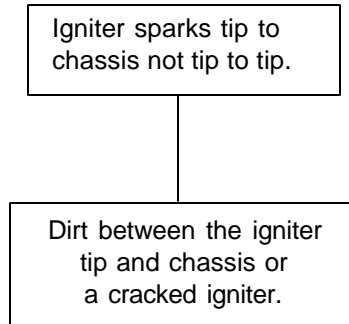 Igniter sparks tip to
chassis not tip to tip.
Dirt between the igniter
tip and chassis or
a cracked igniter.